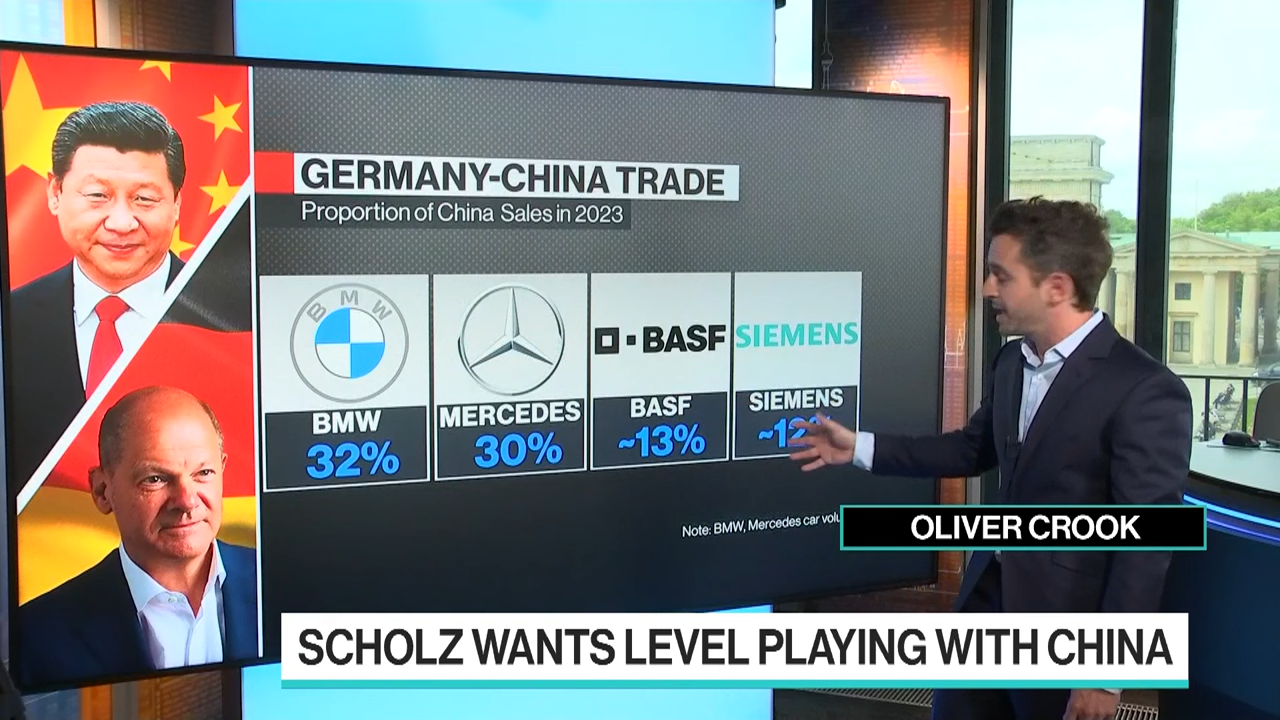 GERMANY-CHINA TRADE
Proportion of China Sales in 2023
BMW
BASF
SIEMENS
BMW
32%
MERCEDES
30%
BASF
~13%
SIEMENS
Note: BMW, Mercedes car
OLIVER CROOK
SCHOLZ WANTS LEVEL PLAYING WITH CHINA